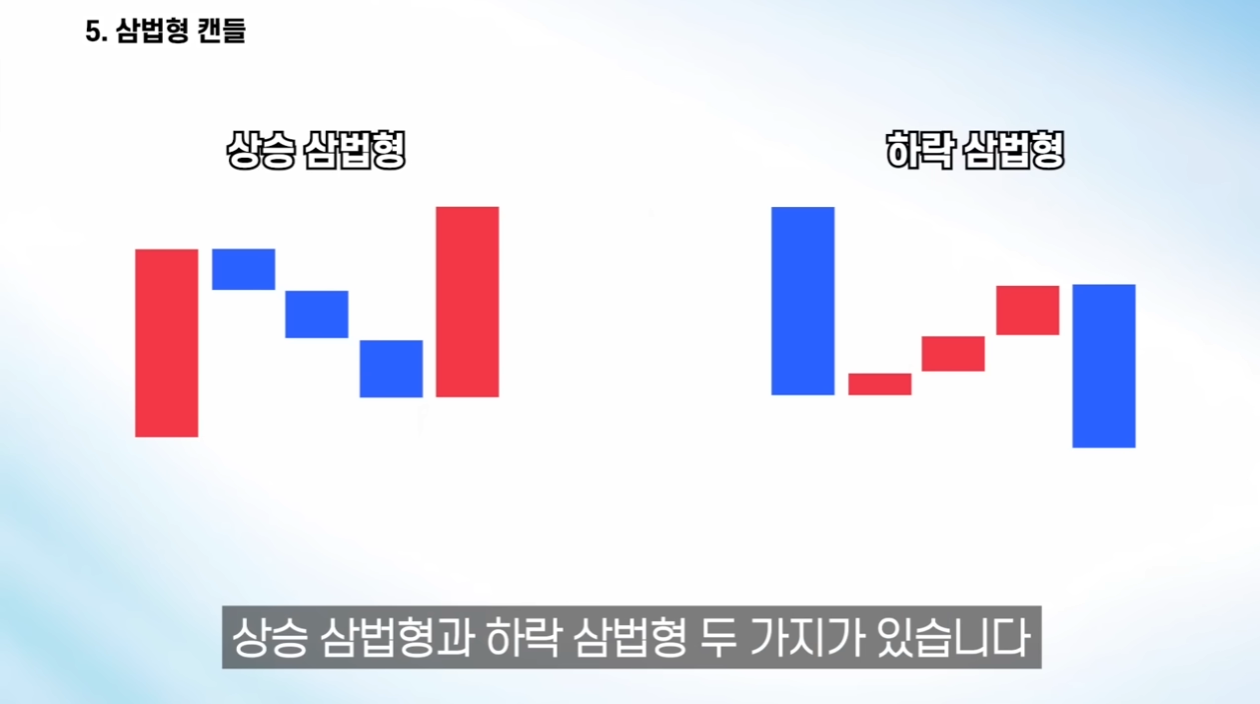 5. 삼법형 캔들
상승 삼법형
하락 삼법형
상승 삼법형과 하락 삼법형 두 가지가 있습니다